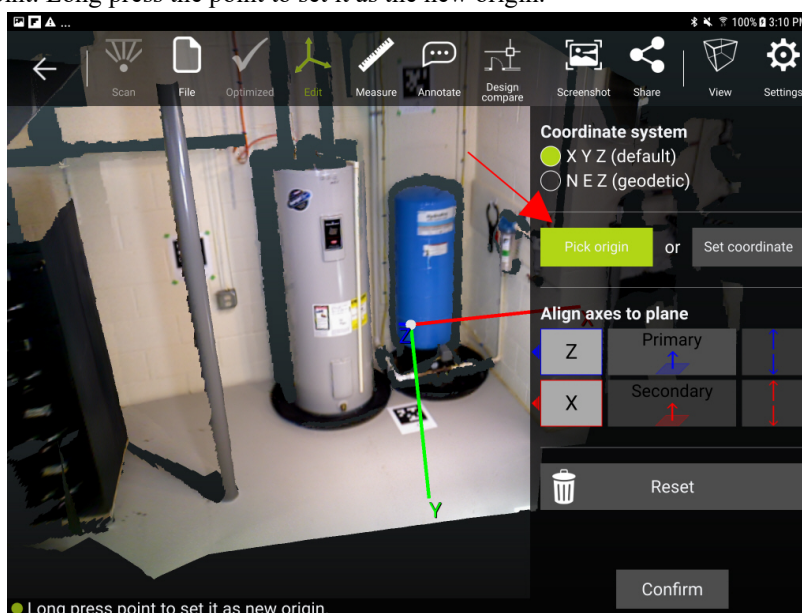 int. Long press the point to set it as the new origin.
100% 3:10 PM
Scan
File
Optimized
Edit
Measure
Annotate
Design
compare
Screenshot
Share
View
Settings
Coordinate system
X Y Z (default)
N E Z (geodetic)
Pick origin or Set coordinate
X
Z
Align axes to plane
Z Primary
X Secondary
Y
Reset
Confirm
Long press point to set it as new origin.